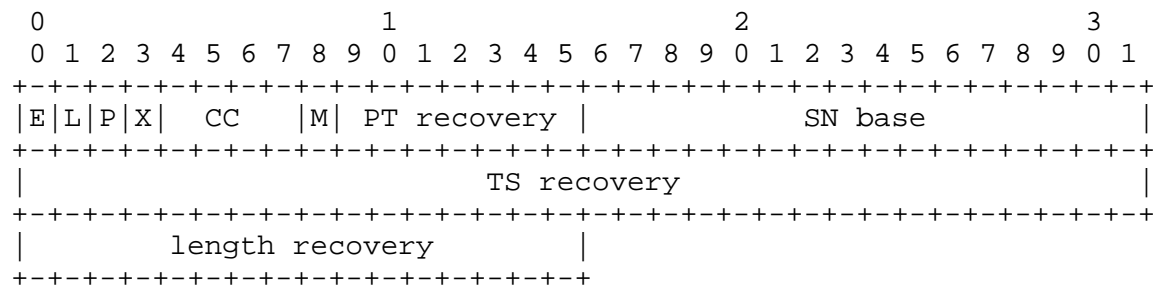 0                   1                   2                   3
 0 1 2 3 4 5 6 7 8 9 0 1 2 3 4 5 6 7 8 9 0 1 2 3 4 5 6 7 8 9 0 1
+-+-+-+-+-+-+-+-+-+-+-+-+-+-+-+-+-+-+-+-+-+-+-+-+-+-+-+-+-+-+-+-+
|E|L|P|X|  CC   |M| PT recovery |            SN base            |
+-+-+-+-+-+-+-+-+-+-+-+-+-+-+-+-+-+-+-+-+-+-+-+-+-+-+-+-+-+-+-+-+
|                          TS recovery                          |
+-+-+-+-+-+-+-+-+-+-+-+-+-+-+-+-+-+-+-+-+-+-+-+-+-+-+-+-+-+-+-+-+
|        length recovery        |
+-+-+-+-+-+-+-+-+-+-+-+-+-+-+-+-+